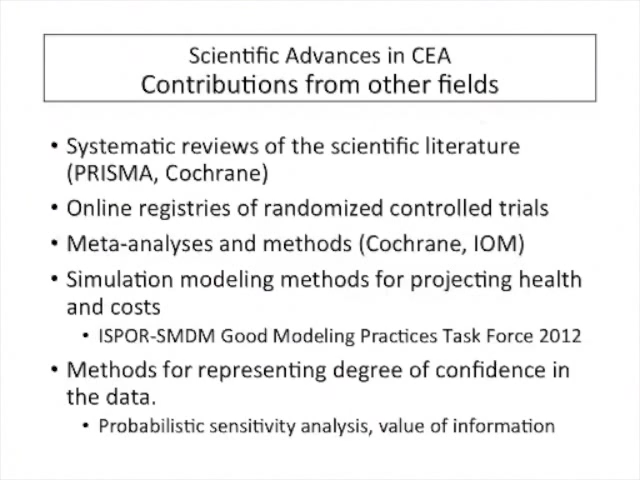 Scientific Advances in CEA
Contributions from other fields
• Systematic reviews of the scientific literature
(PRISMA, Cochrane)
• Online registries of randomized controlled trials
• Meta-analyses and methods (Cochrane, IOM)
• Simulation modeling methods for projecting health
and costs
• ISPOR-SMDM Good Modeling Practices Task Force 2012
• Methods for representing degree of confidence in
the data.
• Probabilistic sensitivity analysis, value of information